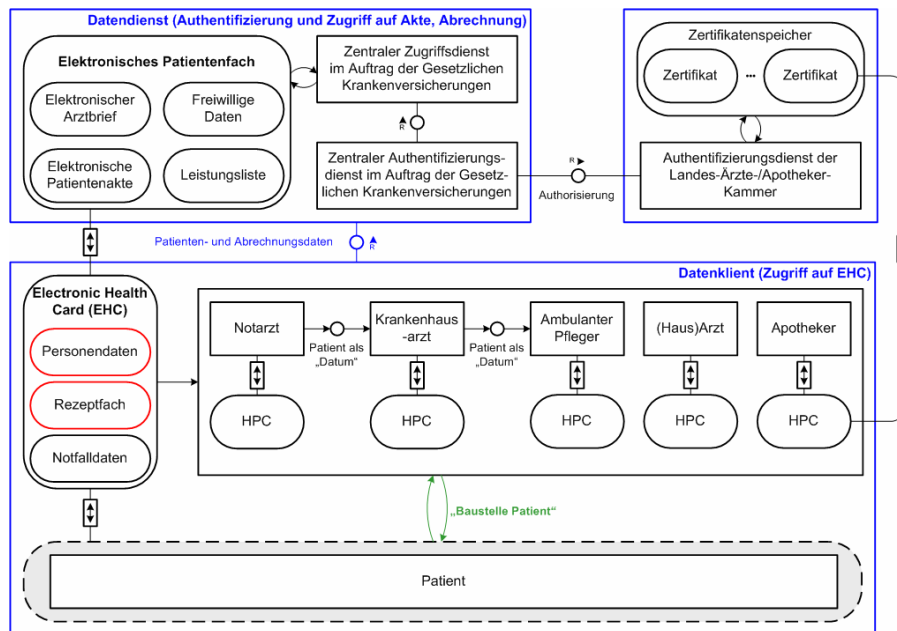 Datendienst (Authentifizierung und Zugriff auf Akte, Abrechnung)
Elektronisches Patientenfach
Elektronischer
Arztbrief
Freiwillige
Daten
Elektronische
Patientenakte
Leistungsliste
Zentraler Zugriffsdienst
im Auftrag der Gesetzlichen
Krankenversicherungen
R
Zentraler Authentifizierungs-
dienst im Auftrag der Gesetz-
lichen Krankenversicherungen
R
Authorisierung
Zertifikatenspeicher
Zertifikat
...
Zertifikat
Authentifizierungsdienst der
Landes-Ärzte-/Apotheker-
Kammer
Patienten- und Abrechnungsdaten
R
Datenklient (Zugriff auf EHC)
Electronic Health
Card (EHC)
Personendaten
Rezeptfach
Notfalldaten
Notarzt
Patient als
„Datum“
Krankenhaus
-arzt
Patient als
„Datum“
Ambulanter
Pfleger
(Haus)Arzt
Apotheker
HPC
HPC
HPC
HPC
HPC
„Baustelle Patient“
Patient